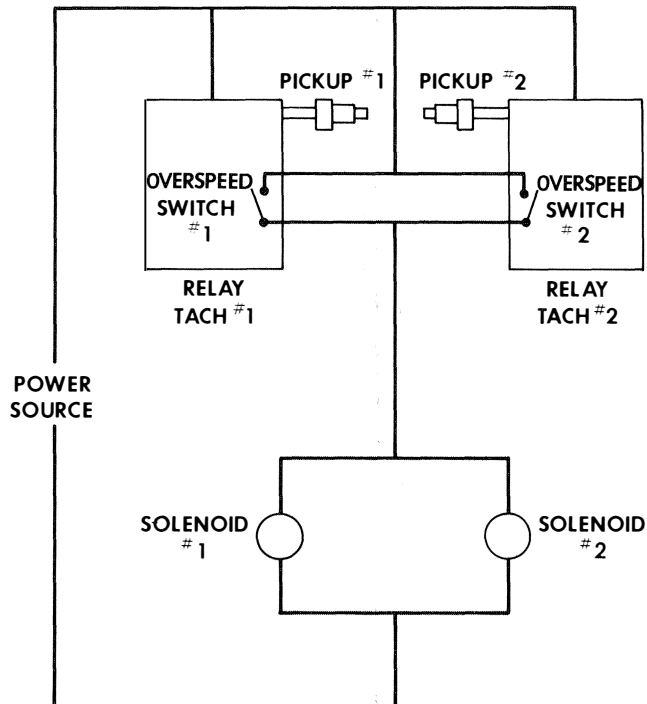 PICKUP #1
PICKUP #2
OVERSPEED
SWITCH
#1
OVERSPEED
SWITCH
#2
RELAY
TACH #1
RELAY
TACH #2
POWER
SOURCE
SOLENOID
#1
SOLENOID
#2